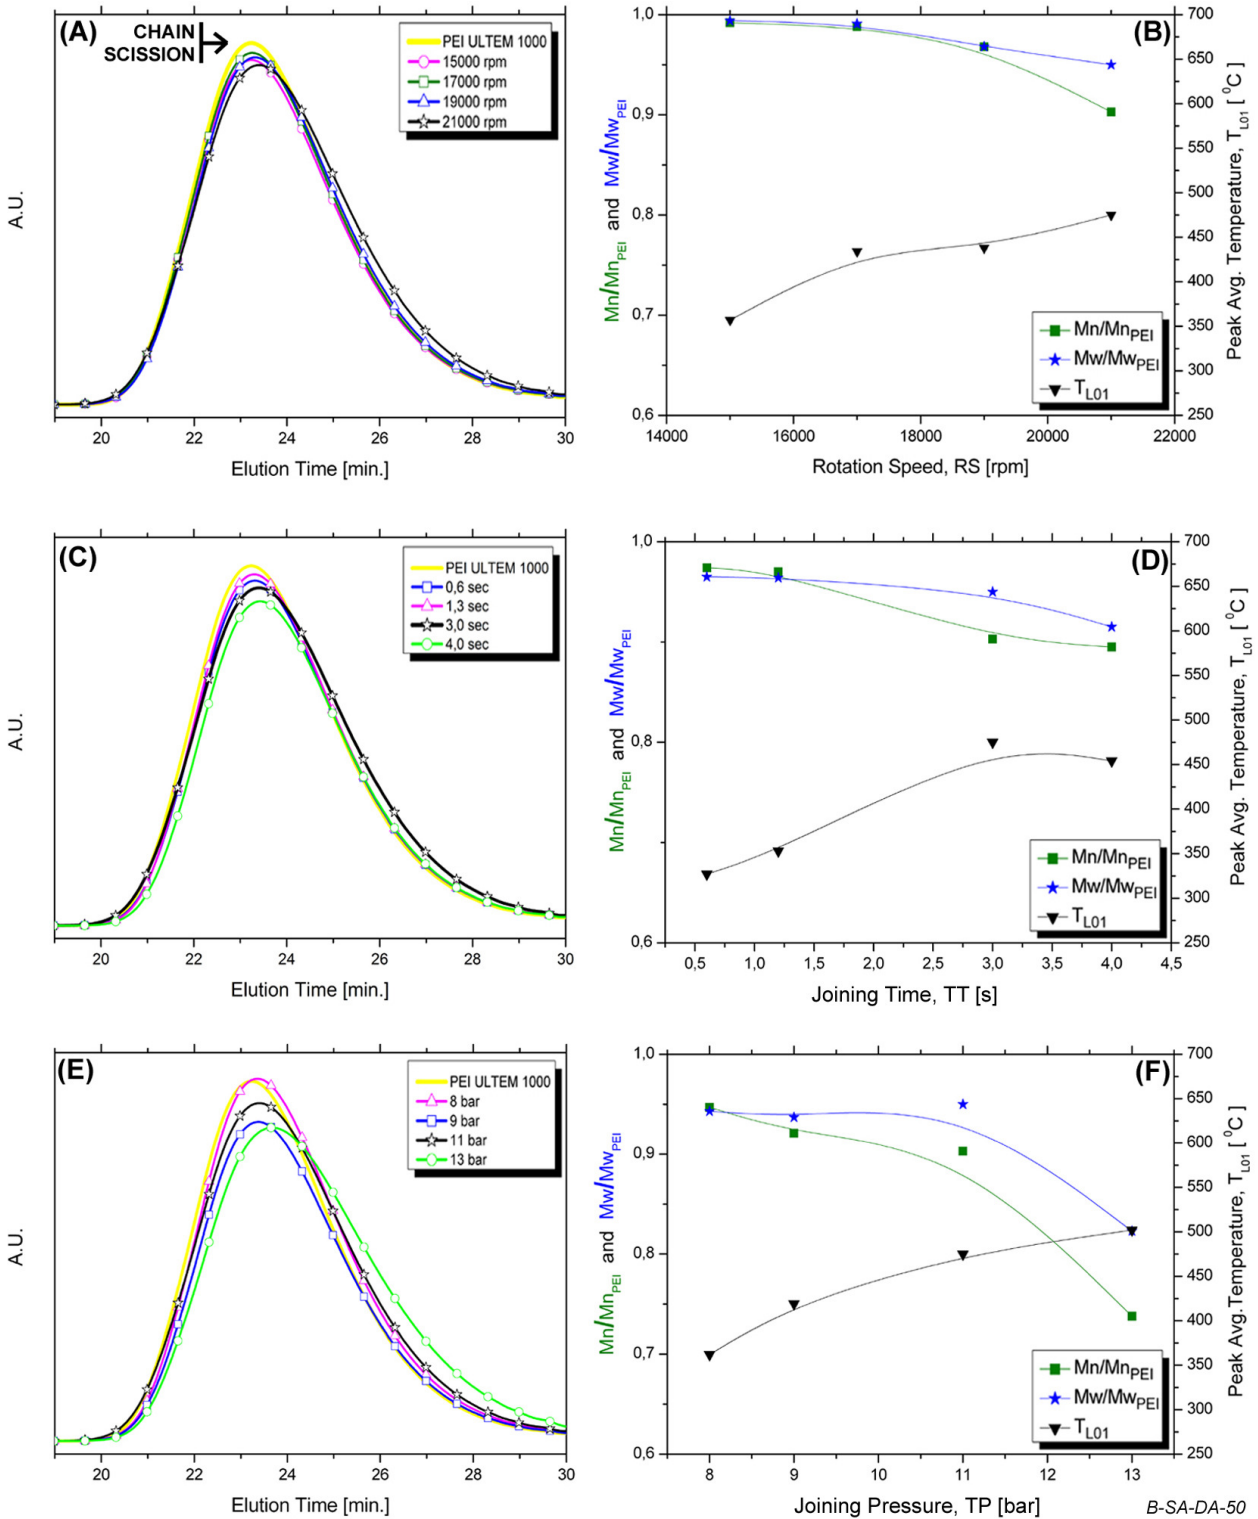 (A)
CHAIN
SCISSION
PEI ULTEM 1000
15000 rpm
17000 rpm
19000 rpm
21000 rpm
A.U.
20 22 24 26 28 30
Elution Time [min.]
(B)
1,0
0,9
0,8
0,7
0,6
Mn/MnPEI and Mw/MwPEI
700
650
600
550
500
450
400
350
300
250
Peak Avg. Temperature, TL01 [ 0C ]
Mn/MnPEI
Mw/MwPEI
TL01
14000 16000 18000 20000 22000
Rotation Speed, RS [rpm]
(C)
PEI ULTEM 1000
0,6 sec
1,3 sec
3,0 sec
4,0 sec
A.U.
20 22 24 26 28 30
Elution Time [min.]
(D)
1,0
0,8
0,6
Mn/MnPEI and Mw/MwPEI
700
650
600
550
500
450
400
350
300
250
Peak Avg. Temperature, TL01 [ 0C ]
Mn/MnPEI
Mw/MwPEI
TL01
0,5 1,0 1,5 2,0 2,5 3,0 3,5 4,0 4,5
Joining Time, TT [s]
(E)
PEI ULTEM 1000
8 bar
9 bar
11 bar
13 bar
A.U.
20 22 24 26 28 30
Elution Time [min.]
(F)
1,0
0,9
0,8
0,7
0,6
Mn/MnPEI and Mw/MwPEI
700
650
600
550
500
450
400
350
300
250
Peak Avg.Temperature, TL01 [ 0C ]
Mn/MnPEI
Mw/MwPEI
TL01
8 9 10 11 12 13
Joining Pressure, TP [bar]
B-SA-DA-50